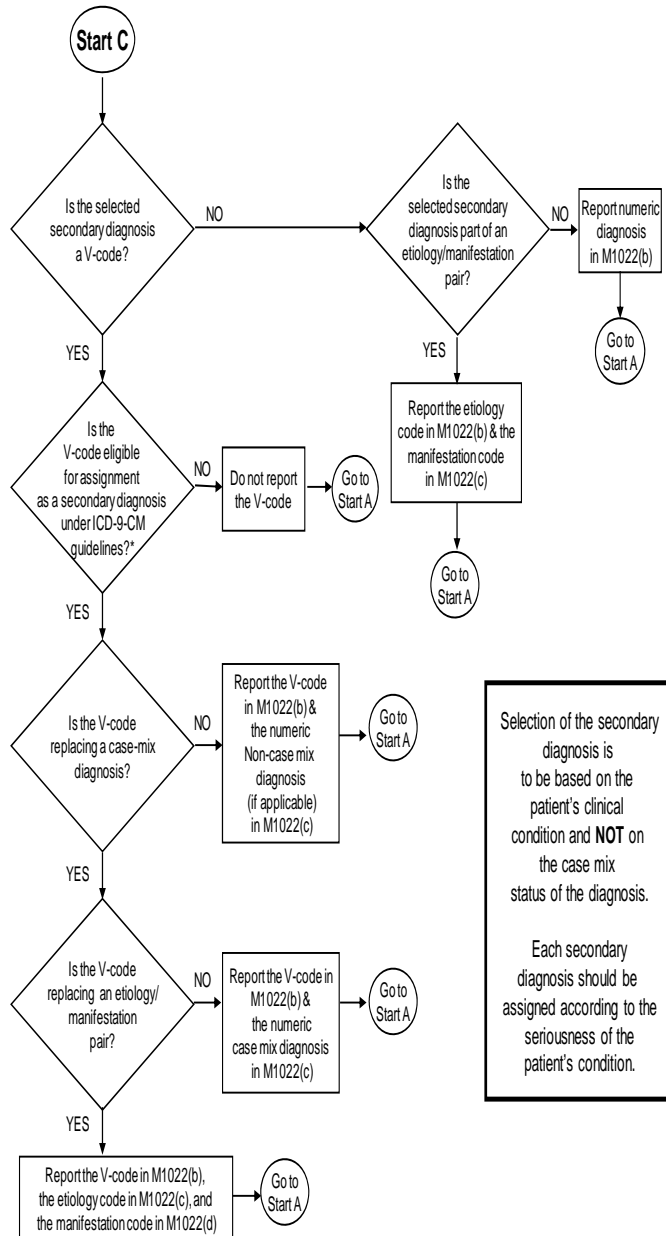 Start C
Is the selected
secondary diagnosis
a V-code?
NO
Is the
selected secondary
diagnosis part of an
etiology/manifestation
pair?
NO
Report numeric
diagnosis
in M1022(b)
Go to
Start A
YES
Report the etiology
code in M1022(b) & the
manifestation code
in M1022(c)
Go to
Start A
YES
Is the
V-code eligible
for assignment
as a secondary diagnosis
under ICD-9-CM
guidelines?*
NO
Do not report
the V-code
Go to
Start A
YES
Is the V-code
replacing a case-mix
diagnosis?
NO
Report the V-code
in M1022(b) &
the numeric
Non-case mix
diagnosis
(if applicable)
in M1022(c)
Go to
Start A
YES
Is the V-code
replacing an etiology/
manifestation
pair?
NO
Report the V-code in
M1022(b) &
the numeric
case mix diagnosis
in M1022(c)
Go to
Start A
YES
Report the V-code in M1022(b),
the etiology code in M1022(c), and
the manifestation code in M1022(d)
Go to
Start A
Selection of the secondary
diagnosis is
to be based on the
patient's clinical
condition and NOT on
the case mix
status of the diagnosis.
Each secondary
diagnosis should be
assigned according to the
seriousness of the
patient's condition.